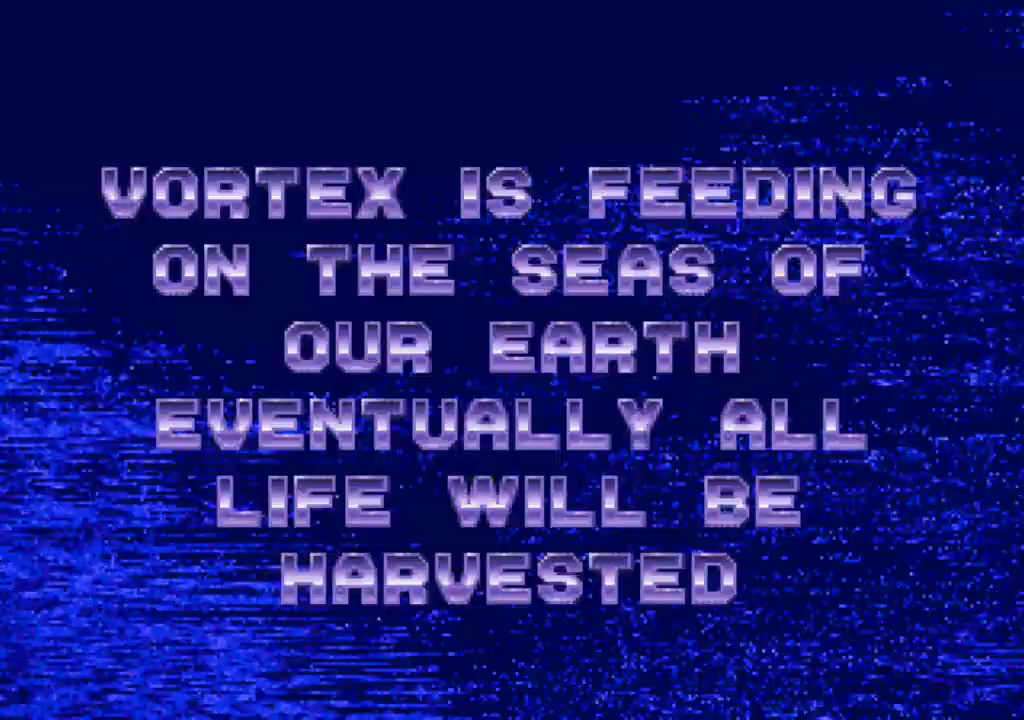 VORTEX IS FEEDING
ON THE SEAS OF
OUR EARTH
EVENTUALLY ALL
LIFE WILL BE
HARVESTED